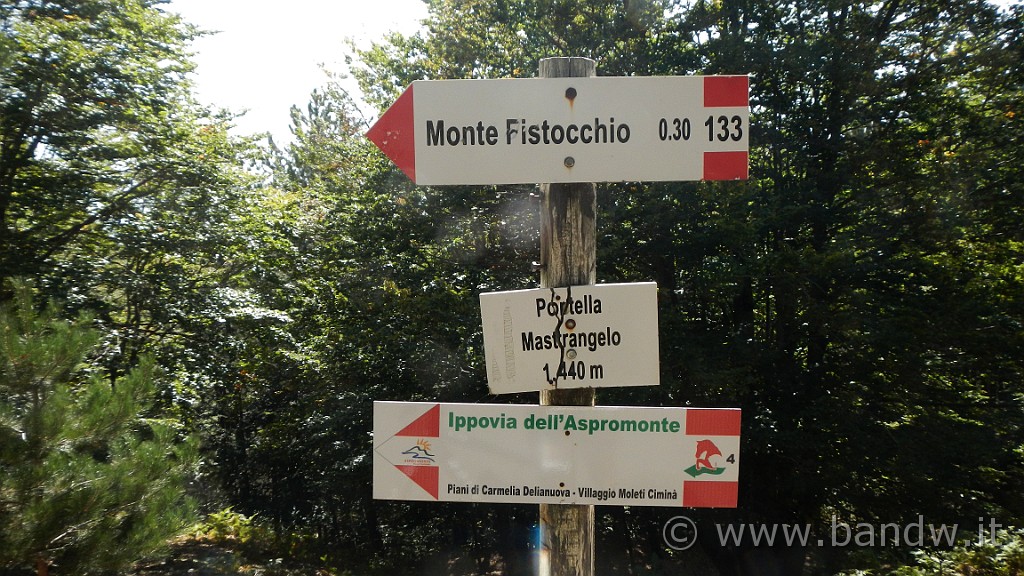 Monte Fistocchio 0.30 133
Portella
Mastrangelo
1.440 m
Ippovia dell'Aspromonte
4
Piani di Carmelia Delianuova - Villaggio Moleti Ciminà
© www.bandw.it